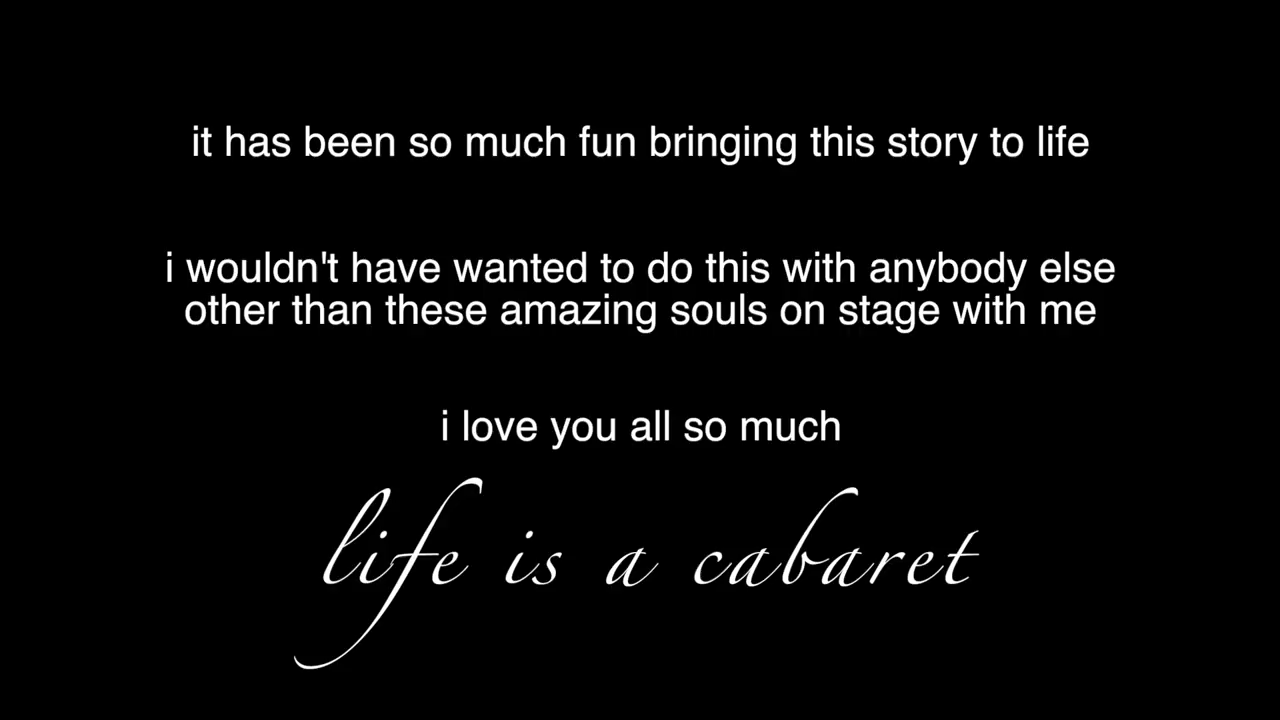 it has been so much fun bringing this story to life
i wouldn't have wanted to do this with anybody else
other than these amazing souls on stage with me
i love you all so much
life is a cabaret